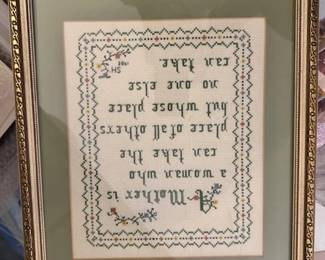 A Mother is
a woman who
can take the
place of all others
but whose place
no one else
can take.
HS